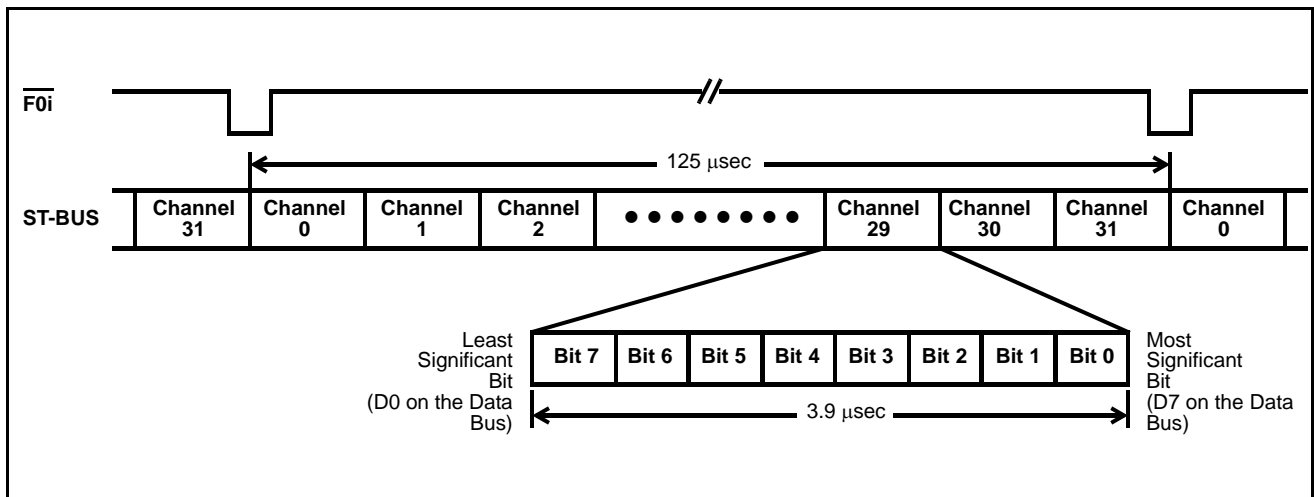 F0i
125 µsec
ST-BUS
Channel 31
Channel 0
Channel 1
Channel 2
Channel 29
Channel 30
Channel 31
Channel 0
Least
Significant
Bit
(D0 on the Data
Bus)
Bit 7
Bit 6
Bit 5
Bit 4
Bit 3
Bit 2
Bit 1
Bit 0
Most
Significant
Bit
(D7 on the Data
Bus)
3.9 µsec